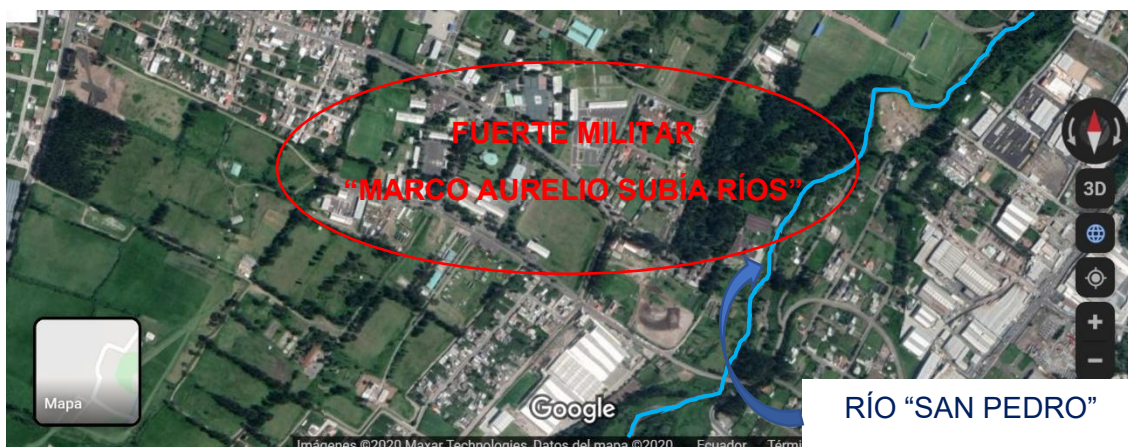 FUERTE MILITAR
“MARCO AURELIO SUBÍA RÍOS”
3D
+
−
Mapa
Google
RÍO “SAN PEDRO”
Imágenes ©2020 Maxar Technologies, Datos del mapa ©2020 Ecuador Térmi